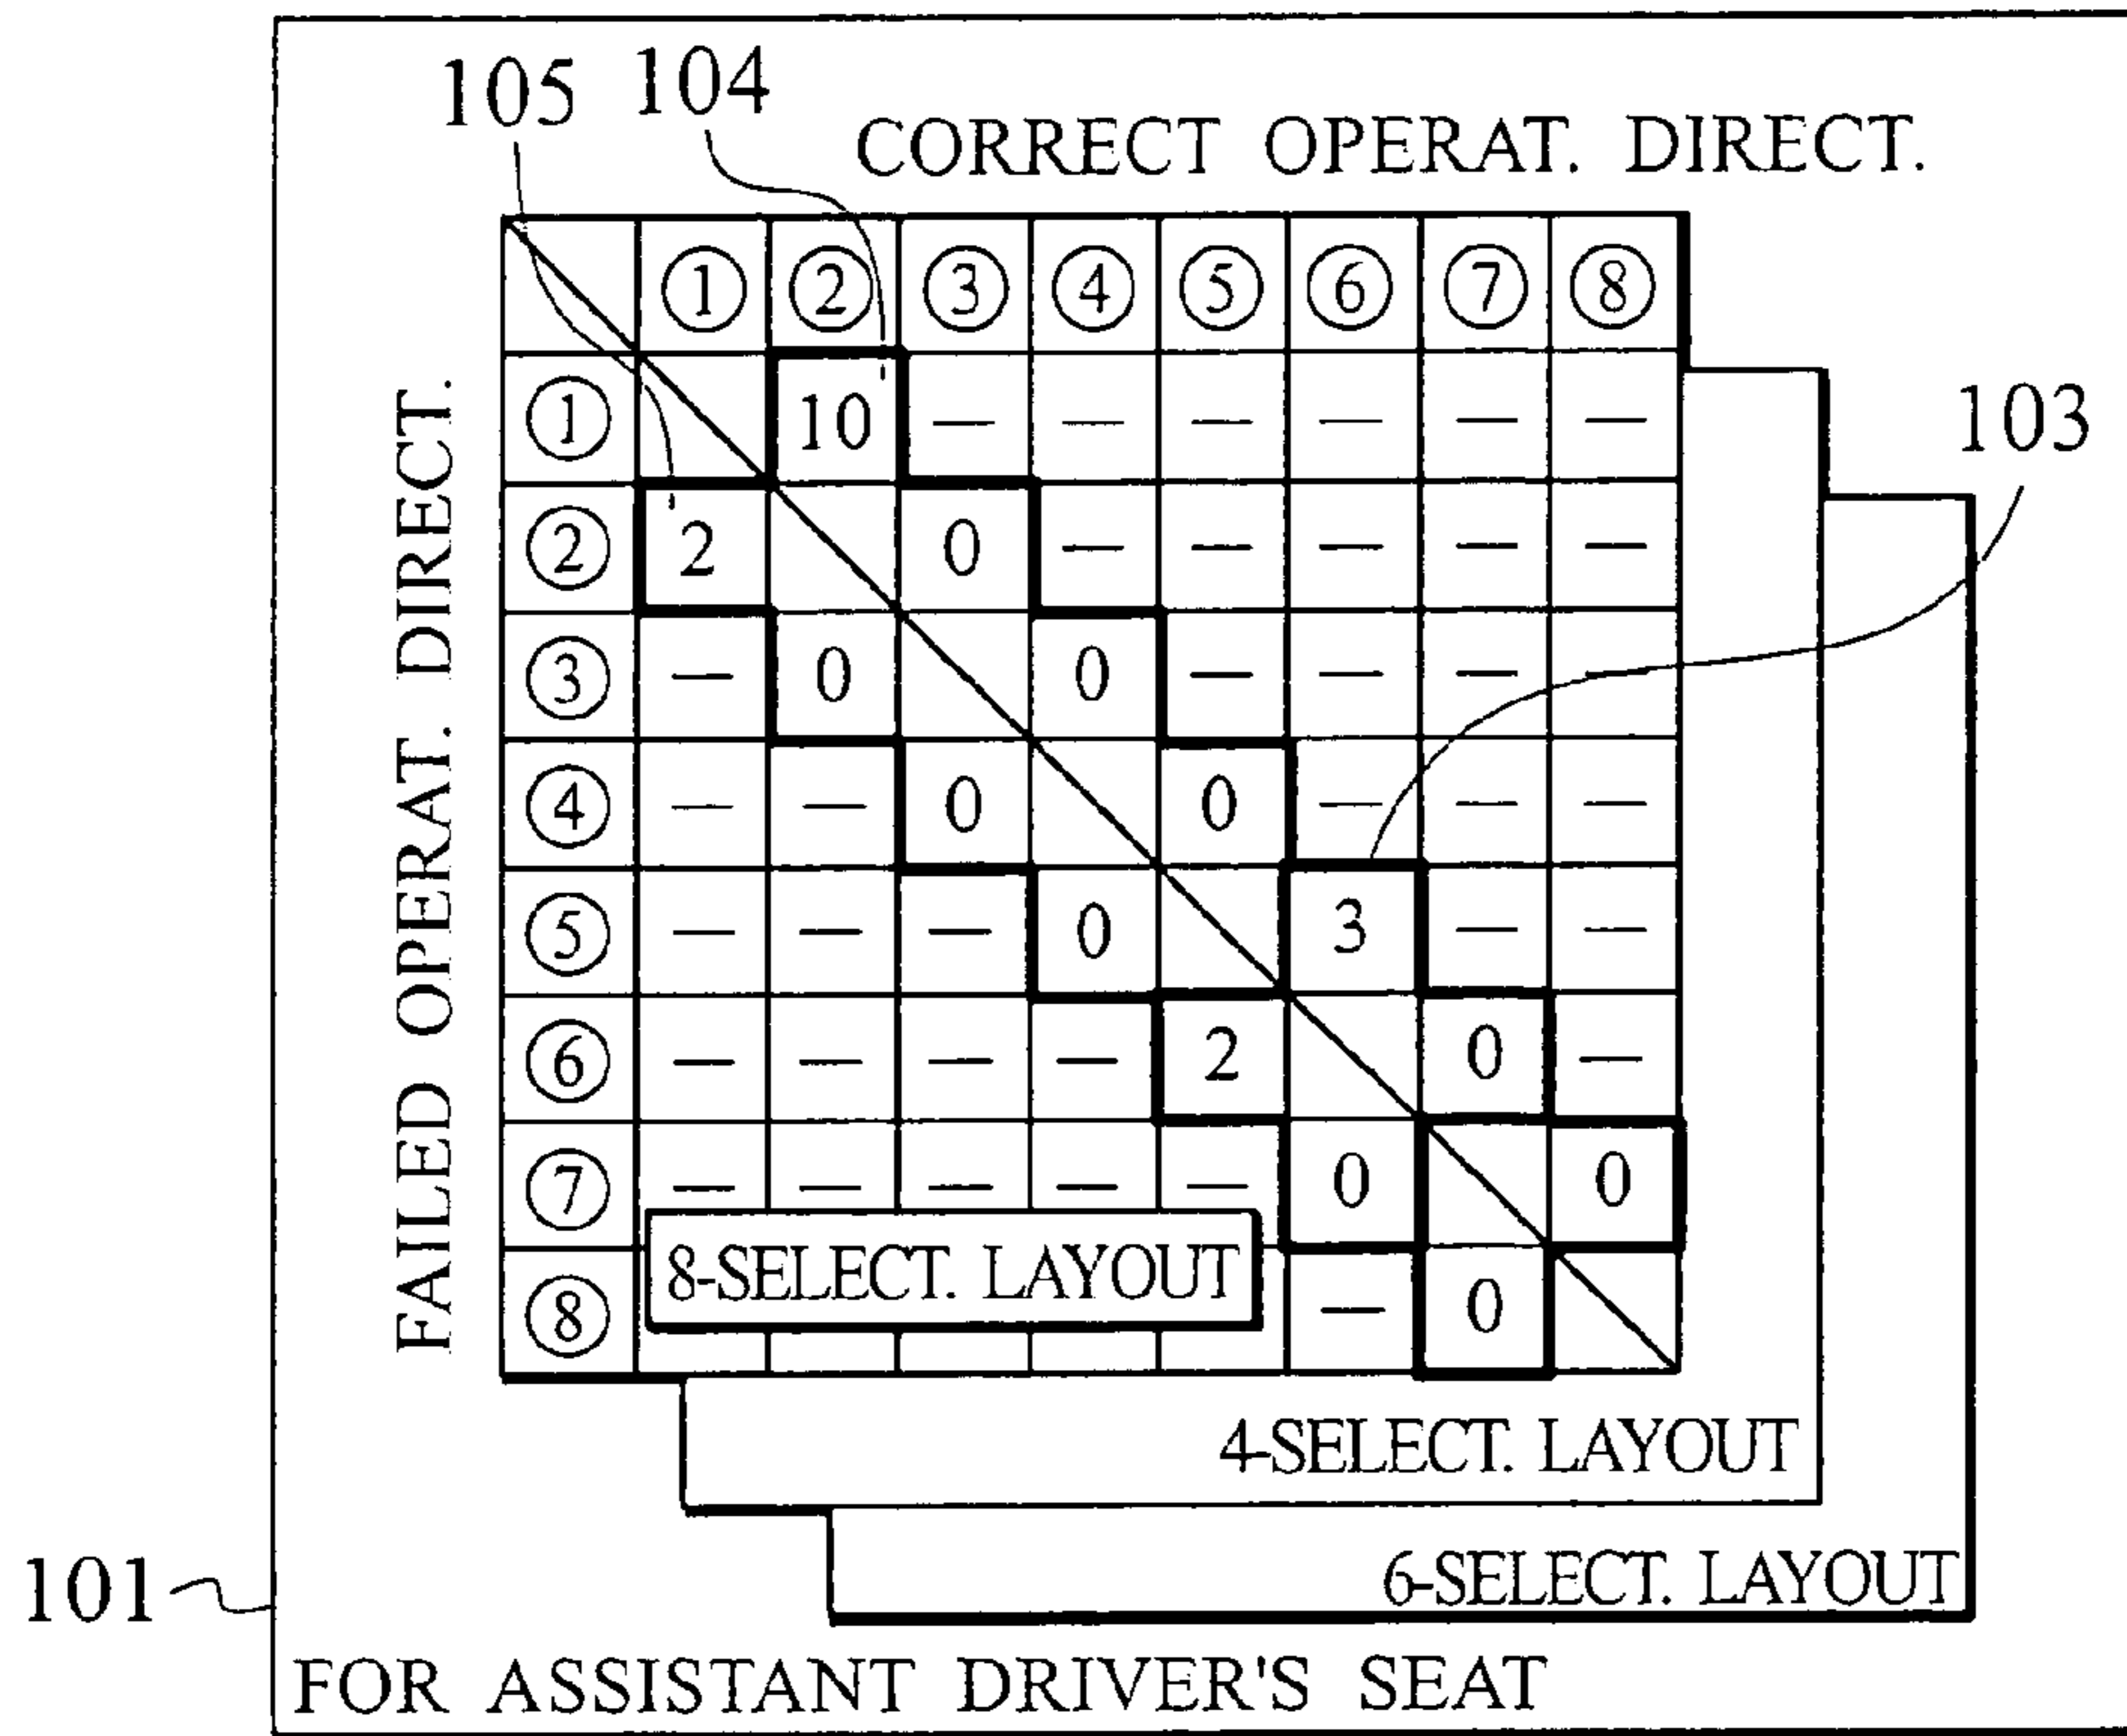 105 104
CORRECT OPERAT. DIRECT.
① ② ③ ④ ⑤ ⑥ ⑦ ⑧
① 10 — — — — — —
103
② 2 0 — — — — —
③ — 0 0 — — — —
④ — — 0 0 — — —
⑤ — — — 0 3 — —
⑥ — — — — 2 0 —
⑦ — — — — — 0 0
⑧ — 0
8-SELECT. LAYOUT
FAILED OPERAT. DIRECT.
4-SELECT. LAYOUT
6-SELECT. LAYOUT
101
FOR ASSISTANT DRIVER'S SEAT